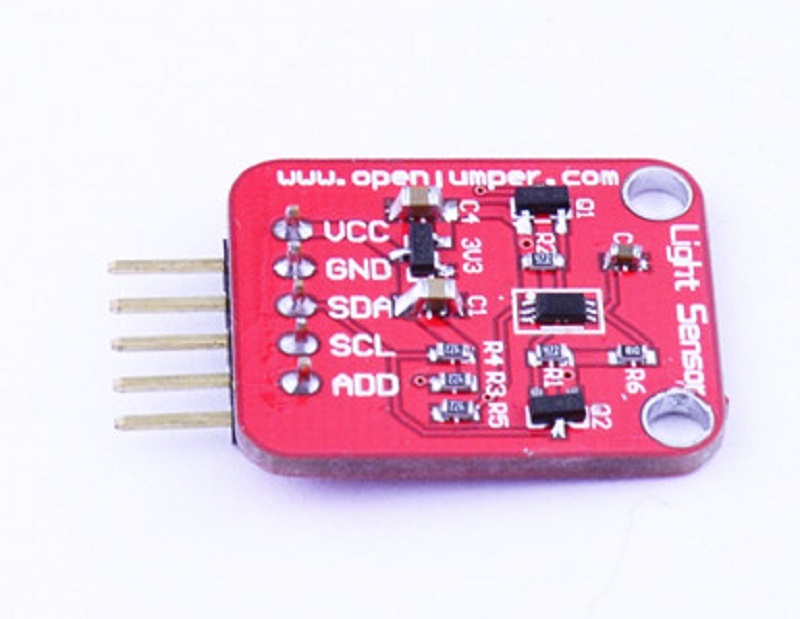 www.openjumper.com
VCC
GND
SDA
SCL
ADD
C4
3V3
C1
Q1
R2
R4
R3
R5
R1
R6
Q2
Light Sensor